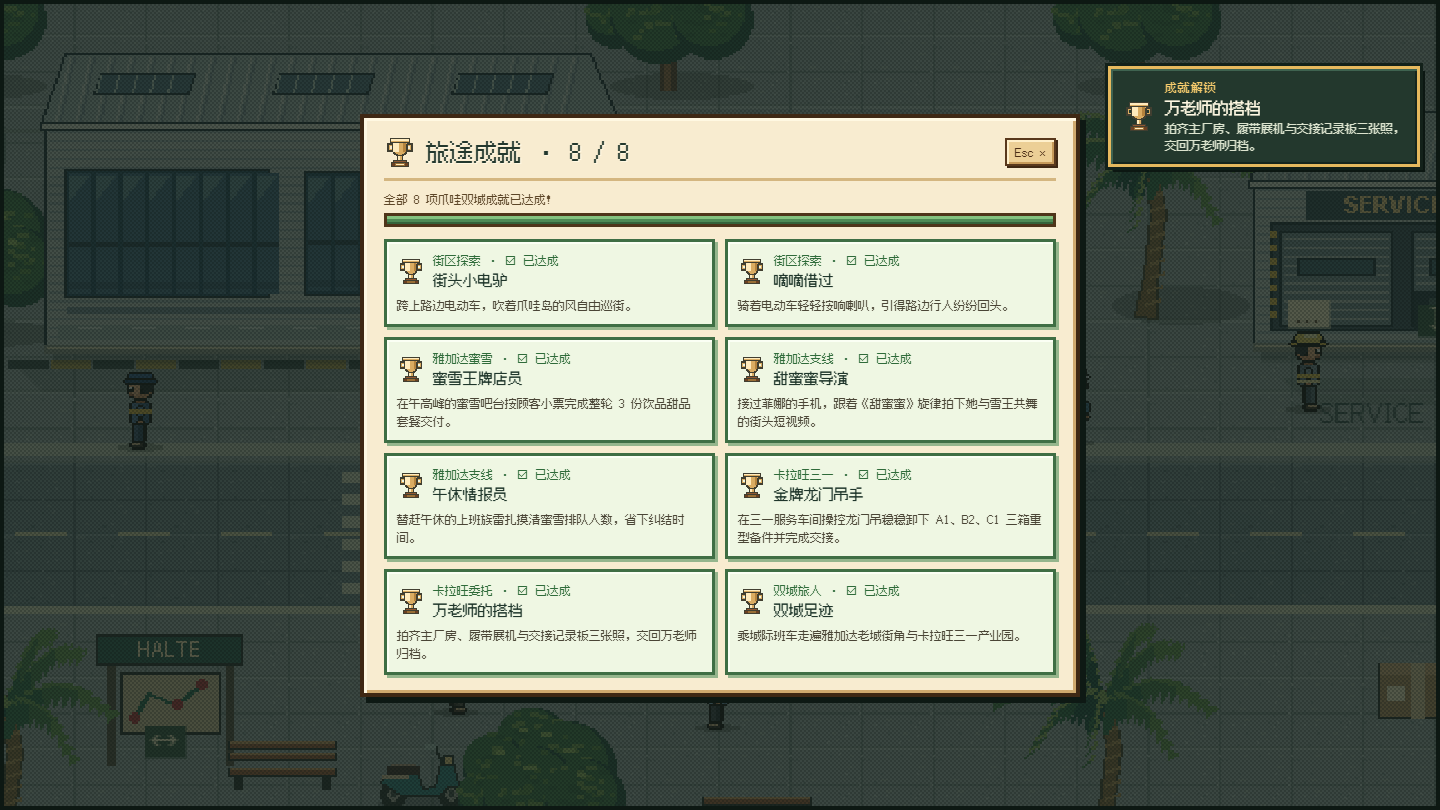 成就解锁
万老师的搭档
拍齐主厂房、履带展机与交接记录板三张照，
交回万老师归档。
旅途成就 · 8 / 8
Esc ×
全部 8 项爪哇双城成就已达成！
街区探索 · ☑ 已达成
街头小电驴
跨上路边电动车，吹着爪哇岛的风自由巡街。
街区探索 · ☑ 已达成
嘀嘀借过
骑着电动车轻轻按响喇叭，引得路边行人纷纷回头。
雅加达蜜雪 · ☑ 已达成
蜜雪王牌店员
在午高峰的蜜雪吧台按顾客小票完成整轮 3 份饮品甜品
套餐交付。
雅加达支线 · ☑ 已达成
甜蜜蜜导演
接过菲娜的手机，跟着《甜蜜蜜》旋律拍下她与雪王共舞
的街头短视频。
雅加达支线 · ☑ 已达成
午休情报员
替赶午休的上班族雷扎摸清蜜雪排队人数，省下纠结时
间。
卡拉旺三一 · ☑ 已达成
金牌龙门吊手
在三一服务车间操控龙门吊稳稳卸下 A1、B2、C1 三箱重
型备件并完成交接。
卡拉旺委托 · ☑ 已达成
万老师的搭档
拍齐主厂房、履带展机与交接记录板三张照，交回万老师
归档。
双城旅人 · ☑ 已达成
双城足迹
乘城际班车走遍雅加达老城街角与卡拉旺三一产业园。
SERVIC
...
SERVICE
HALTE